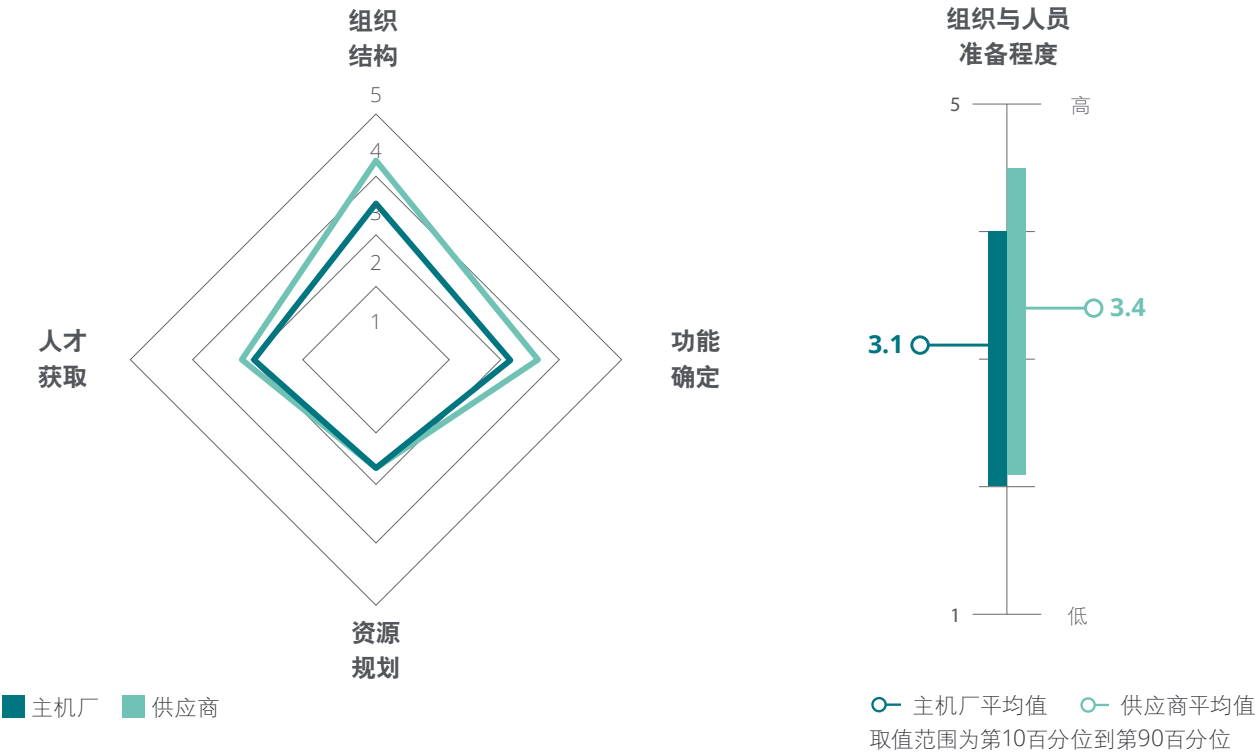 组织
结构
5
4
3
2
1
人才
获取
功能
确定
资源
规划
主机厂
供应商
组织与人员
准备程度
5
高
3.4
3.1
1
低
主机厂平均值
供应商平均值
取值范围为第10百分位到第90百分位